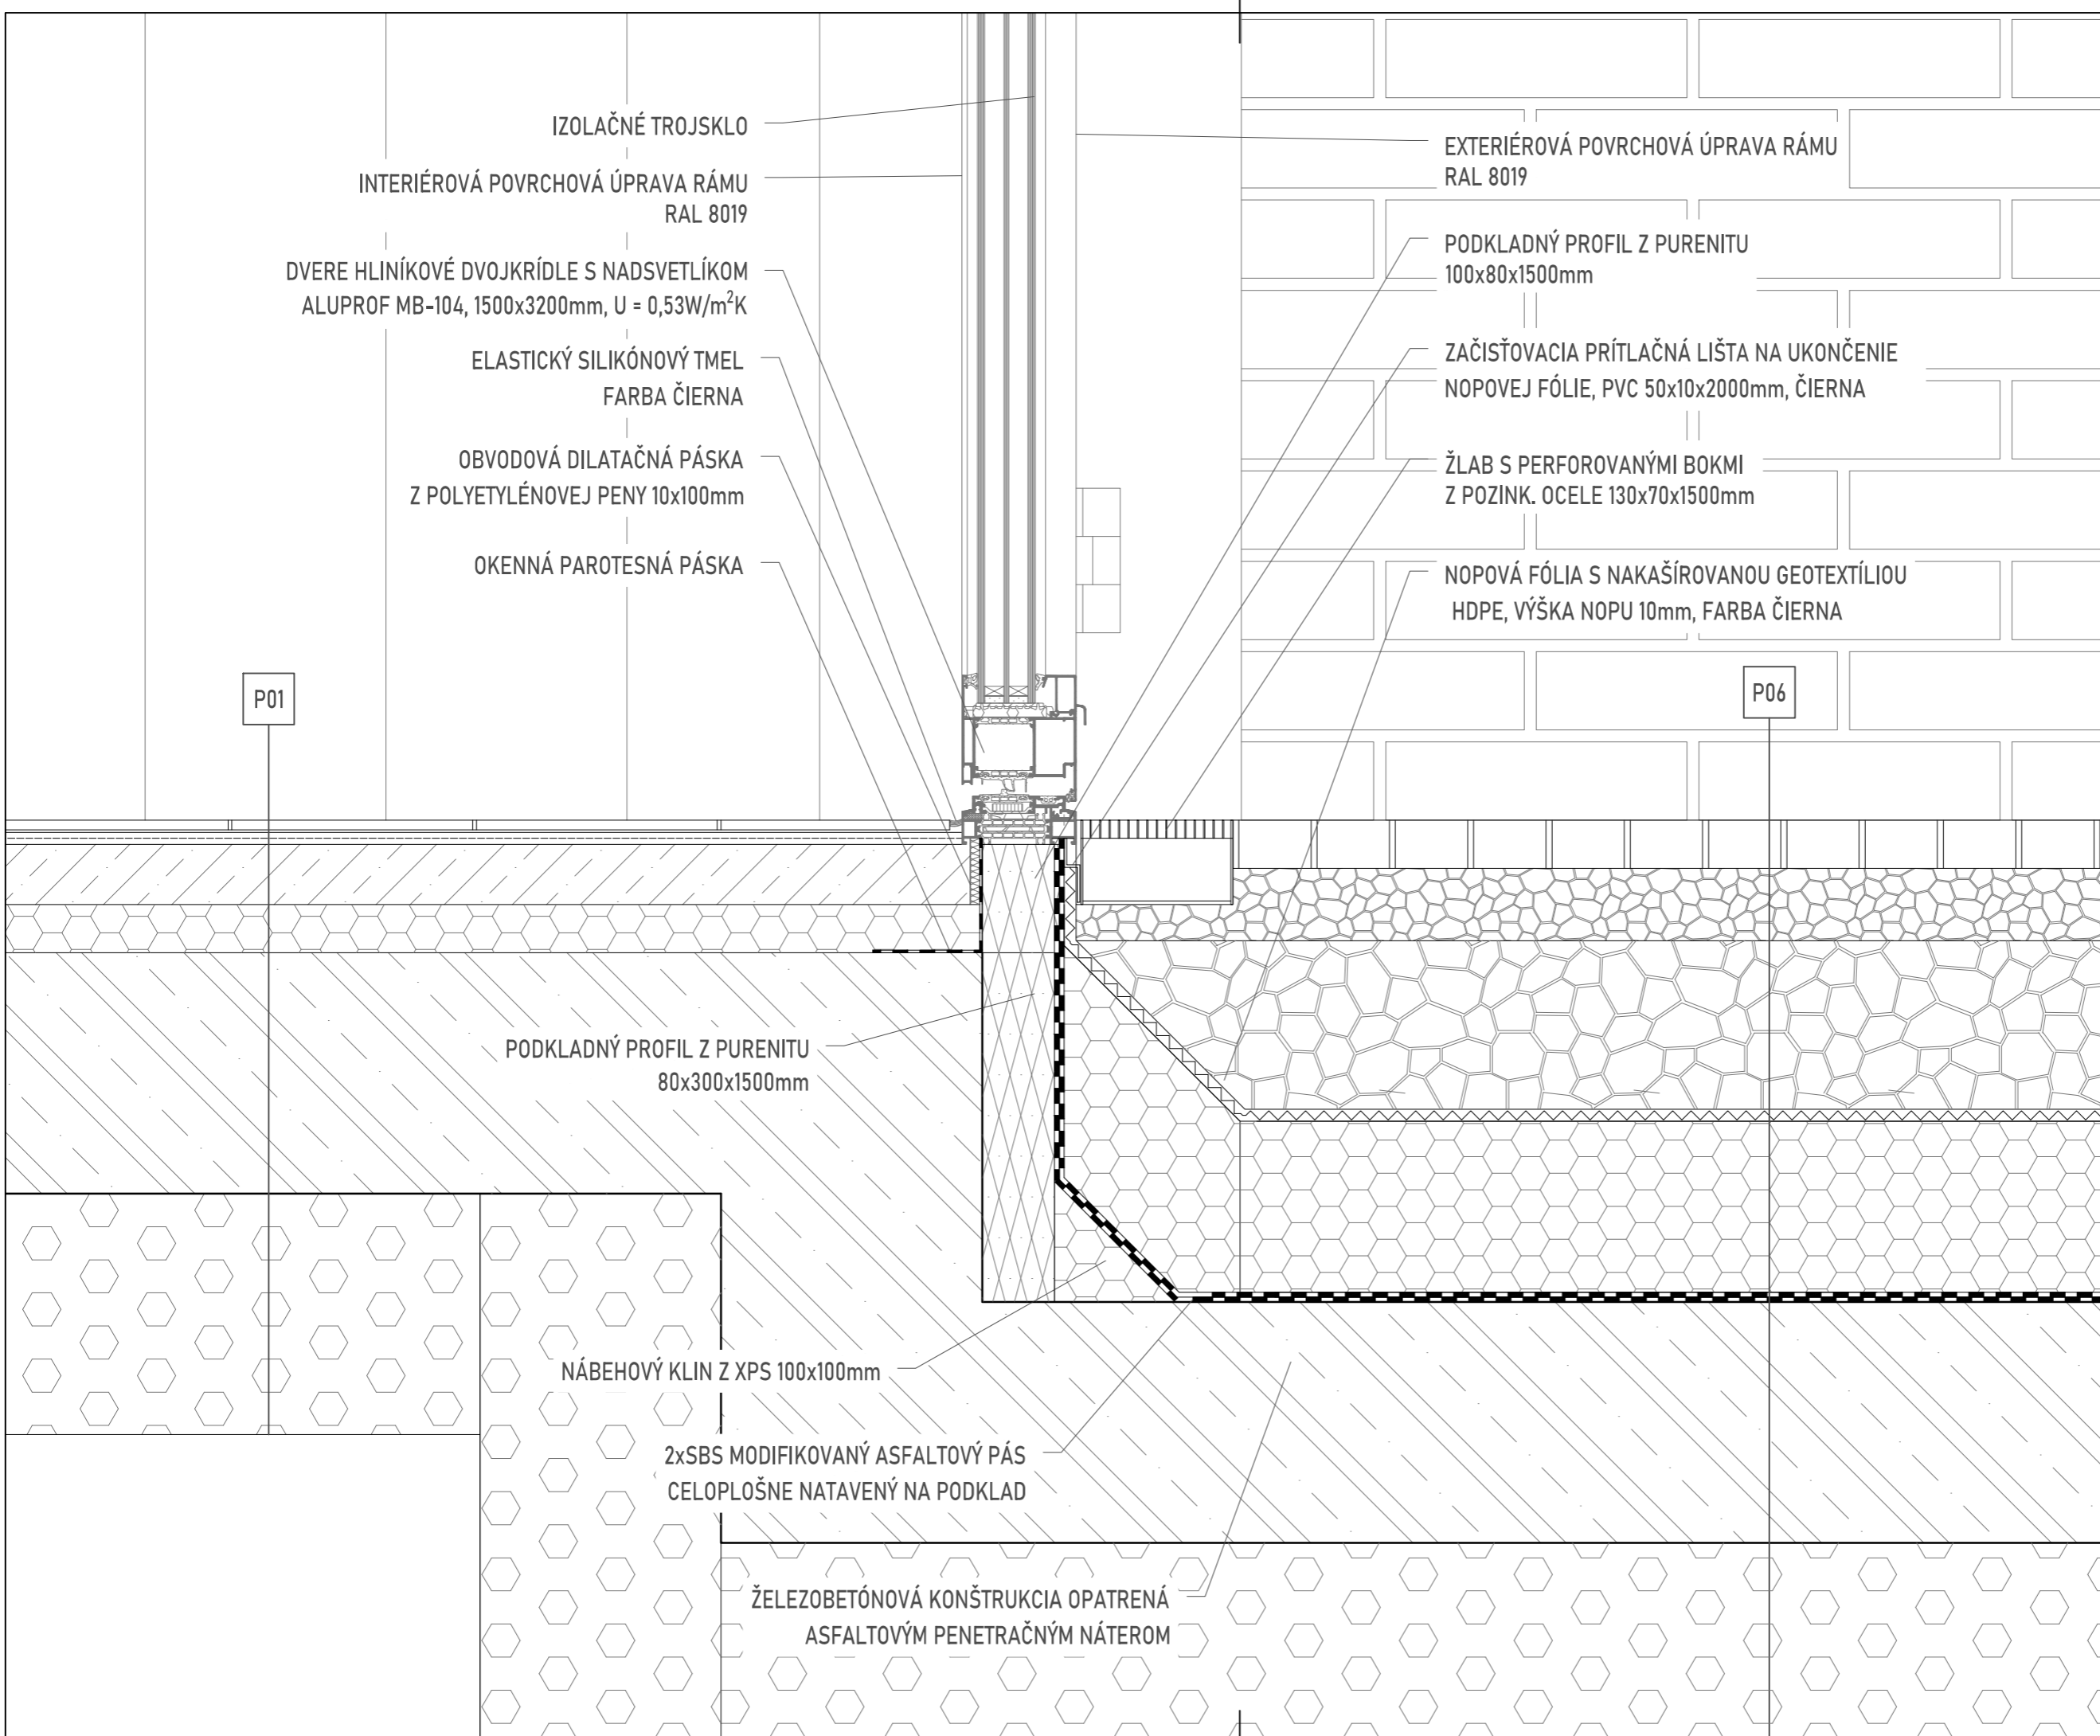 IZOLAČNÉ TROJSKLO
INTERIÉROVÁ POVRCHOVÁ ÚPRAVA RÁMU
RAL 8019
DVERE HLINÍKOVÉ DVOJKRÍDLE S NADSVETLÍKOM
ALUPROF MB-104, 1500x3200mm, U = 0,53W/m²K
ELASTICKÝ SILIKÓNOVÝ TMEL
FARBA ČIERNA
OBVODOVÁ DILATAČNÁ PÁSKA
Z POLYETYLÉNOVEJ PENY 10x100mm
OKENNÁ PAROTESNÁ PÁSKA
EXTERIÉROVÁ POVRCHOVÁ ÚPRAVA RÁMU
RAL 8019
PODKLADNÝ PROFIL Z PURENITU
100x80x1500mm
ZAČISŤOVACIA PRÍTLAČNÁ LIŠTA NA UKONČENIE
NOPOVEJ FÓLIE, PVC 50x10x2000mm, ČIERNA
ŽLAB S PERFOROVANÝMI BOKMI
Z POZINK. OCELE 130x70x1500mm
NOPOVÁ FÓLIA S NAKAŠÍROVANOU GEOTEXTÍLIOU
HDPE, VÝŠKA NOPU 10mm, FARBA ČIERNA
P01
P06
PODKLADNÝ PROFIL Z PURENITU
80x300x1500mm
NÁBEHOVÝ KLIN Z XPS 100x100mm
2xSBS MODIFIKOVANÝ ASFALTOVÝ PÁS
CELOPLOŠNE NATAVENÝ NA PODKLAD
ŽELEZOBETÓNOVÁ KONŠTRUKCIA OPATRENÁ
ASFALTOVÝM PENETRAČNÝM NÁTEROM